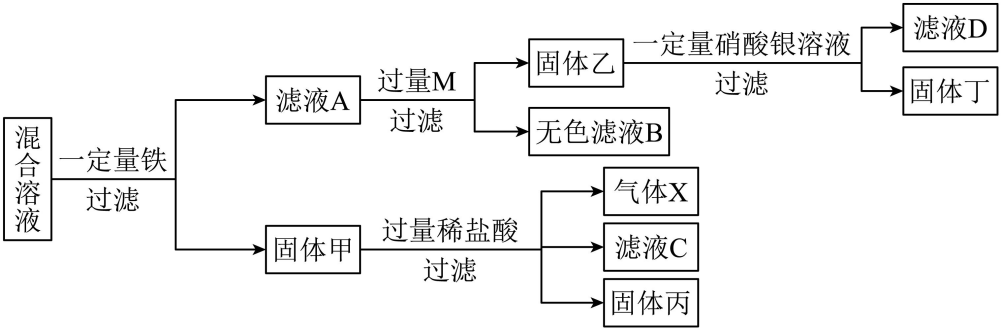 混合溶液
一定量铁
过滤
滤液A
过量M
过滤
固体乙
一定量硝酸银溶液
过滤
滤液D
固体丁
无色滤液B
固体甲
过量稀盐酸
过滤
气体X
滤液C
固体丙